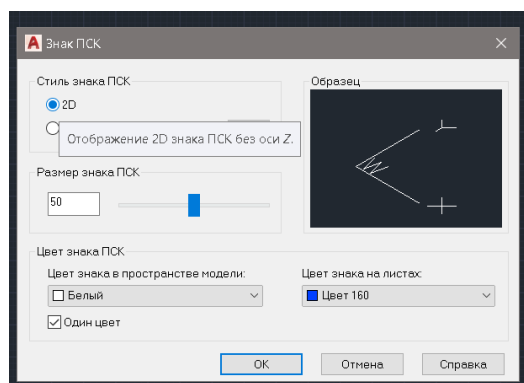 A Знак ПСК
Стиль знака ПСК
2D
Отображение 2D знака ПСК без оси Z.
Образец
Размер знака ПСК
50
Цвет знака ПСК
Цвет знака в пространстве модели:
Белый
Один цвет
Цвет знака на листах:
Цвет 160
ОК
Отмена
Справка